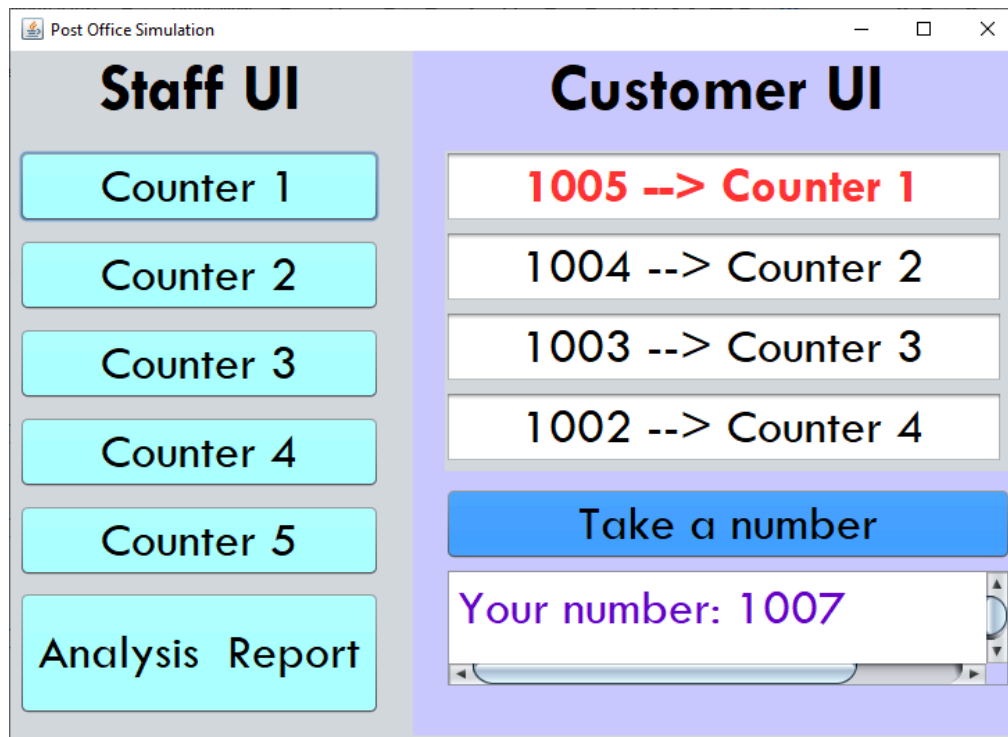 Post Office Simulation
Staff UI
Counter 1
Counter 2
Counter 3
Counter 4
Counter 5
Analysis Report
Customer UI
1005 --> Counter 1
1004 --> Counter 2
1003 --> Counter 3
1002 --> Counter 4
Take a number
Your number: 1007